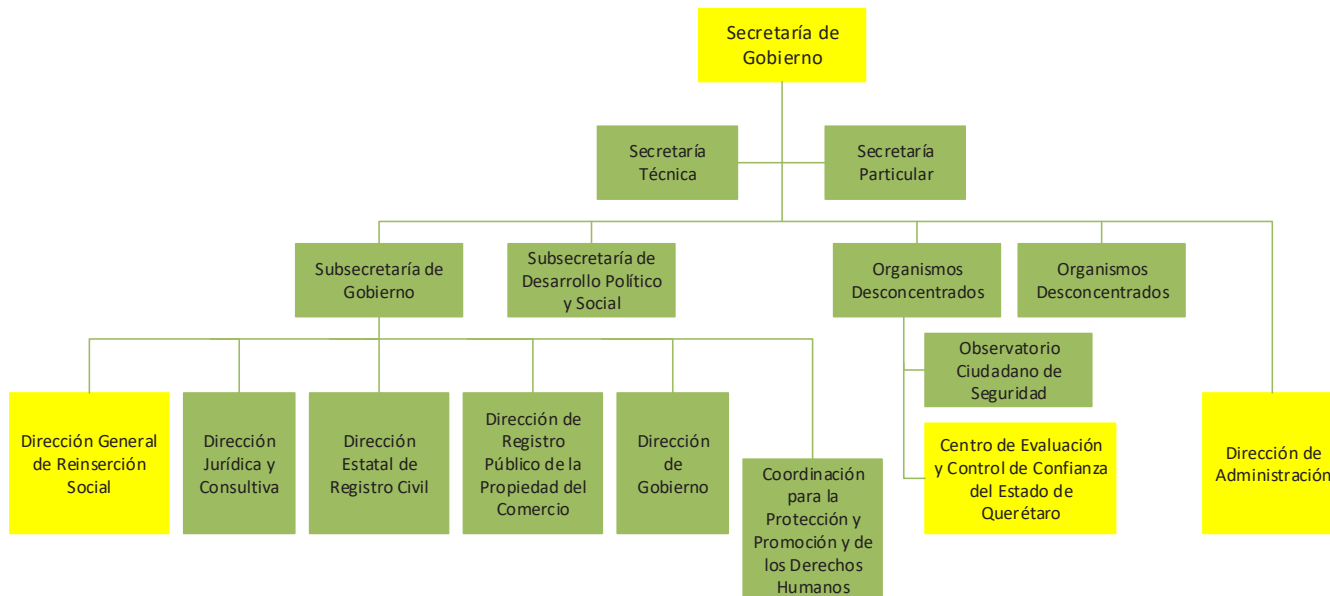 Secretaría de
Gobierno
Secretaría
Técnica
Secretaría
Particular
Subsecretaría de
Gobierno
Subsecretaría de
Desarrollo Político
y Social
Organismos
Desconcentrados
Organismos
Desconcentrados
Observatorio
Ciudadano de
Seguridad
Dirección General
de Reinserción
Social
Dirección
Jurídica y
Consultiva
Dirección
Estatal de
Registro Civil
Dirección de
Registro
Público de la
Propiedad del
Comercio
Dirección
de
Gobierno
Coordinación
para la
Protección y
Promoción y de
los Derechos
Humanos
Centro de Evaluación
y Control de Confianza
del Estado de
Querétaro
Dirección de
Administración